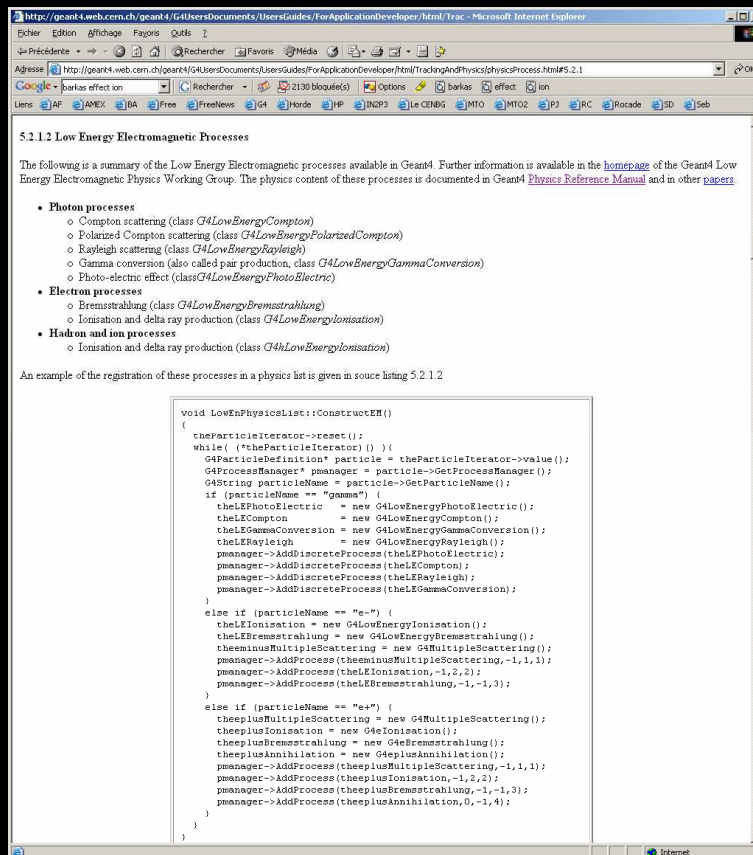 http://geant4.web.cern.ch/geant4/G4UsersDocuments/UsersGuides/ForApplicationDeveloper/html/Trac - Microsoft Internet Explorer
Fichier Edition Affichage Favoris Outils ?
Précédente Rechercher Favoris Média
Adresse http://geant4.web.cern.ch/geant4/G4UsersDocuments/UsersGuides/ForApplicationDeveloper/html/TrackingAndPhysics/physicsProcess.html#5.2.1 OK
Google barkas effect ion Rechercher 2130 bloquée(s) Options barkas effect ion
Liens AF AMEX BA Free FreeNews G4 Horde HP IN2P3 Le CENBG MTO MTO2 PJ RC Rocade SD Seb
5.2.1.2 Low Energy Electromagnetic Processes
The following is a summary of the Low Energy Electromagnetic processes available in Geant4. Further information is available in the homepage of the Geant4 Low
Energy Electromagnetic Physics Working Group. The physics content of these processes is documented in Geant4 Physics Reference Manual and in other papers.
• Photon processes
o Compton scattering (class G4LowEnergyCompton)
o Polarized Compton scattering (class G4LowEnergyPolarizedCompton)
o Rayleigh scattering (class G4LowEnergyRayleigh)
o Gamma conversion (also called pair production, class G4LowEnergyGammaConversion)
o Photo-electric effect (classG4LowEnergyPhotoElectric)
• Electron processes
o Bremsstrahlung (class G4LowEnergyBremsstrahlung)
o Ionisation and delta ray production (class G4LowEnergyIonisation)
• Hadron and ion processes
o Ionisation and delta ray production (class G4hLowEnergyIonisation)
An example of the registration of these processes in a physics list is given in souce listing 5.2.1.2
void LowEnPhysicsList::ConstructEM()
{
theParticleIterator->reset();
while( (*theParticleIterator)() ){
G4ParticleDefinition* particle = theParticleIterator->value();
G4ProcessManager* pmanager = particle->GetProcessManager();
G4String particleName = particle->GetParticleName();
if (particleName == "gamma") {
theLEPhotoElectric = new G4LowEnergyPhotoElectric();
theLECompton = new G4LowEnergyCompton();
theLEGammaConversion = new G4LowEnergyGammaConversion();
theLERayleigh = new G4LowEnergyRayleigh();
pmanager->AddDiscreteProcess(theLEPhotoElectric);
pmanager->AddDiscreteProcess(theLECompton);
pmanager->AddDiscreteProcess(theLERayleigh);
pmanager->AddDiscreteProcess(theLEGammaConversion);
}
else if (particleName == "e-") {
theLEIonisation = new G4LowEnergyIonisation();
theLEBremsstrahlung = new G4LowEnergyBremsstrahlung();
theeminusMultipleScattering = new G4MultipleScattering();
pmanager->AddProcess(theeminusMultipleScattering,-1,1,1);
pmanager->AddProcess(theLEIonisation,-1,2,2);
pmanager->AddProcess(theLEBremsstrahlung,-1,-1,3);
}
else if (particleName == "e+") {
theeplusMultipleScattering = new G4MultipleScattering();
theeplusIonisation = new G4eIonisation();
theeplusBremsstrahlung = new G4eBremsstrahlung();
theeplusAnnihilation = new G4eplusAnnihilation();
pmanager->AddProcess(theeplusMultipleScattering,-1,1,1);
pmanager->AddProcess(theeplusIonisation,-1,2,2);
pmanager->AddProcess(theeplusBremsstrahlung,-1,-1,3);
pmanager->AddProcess(theeplusAnnihilation,0,-1,4);
}
}
}
Internet